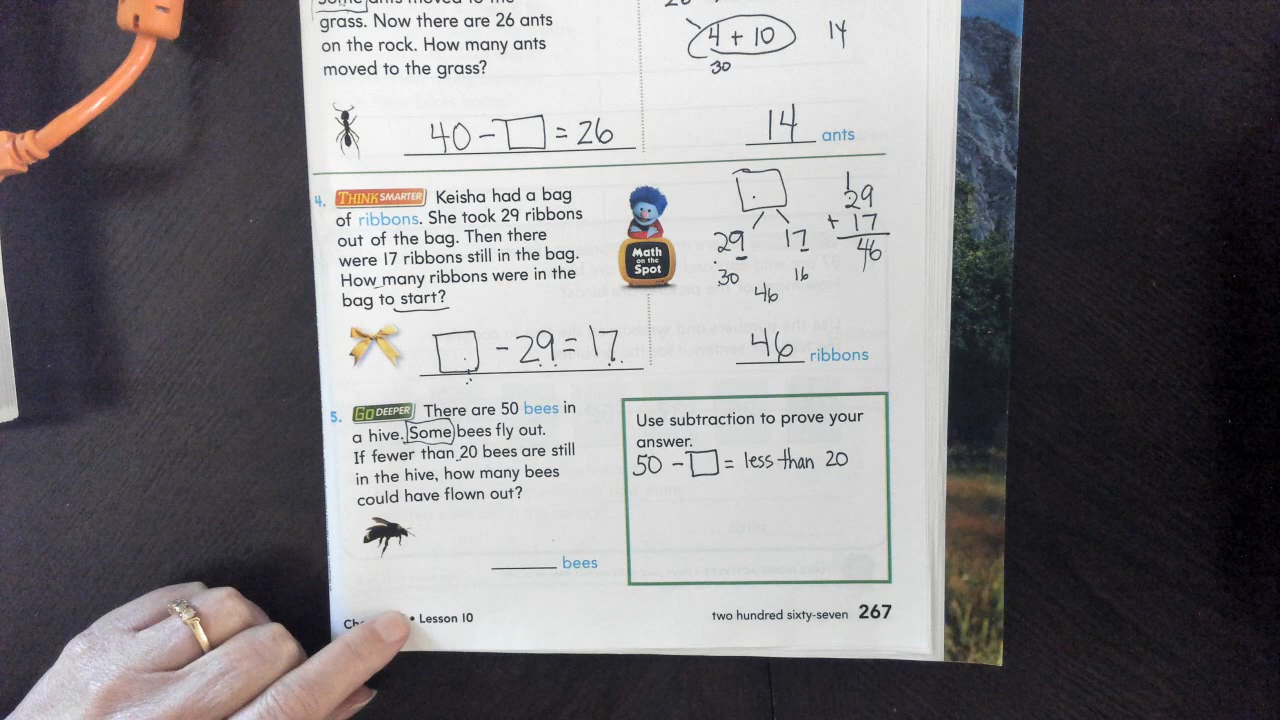 Some ants moved to the
grass. Now there are 26 ants
on the rock. How many ants
moved to the grass?
4 + 10 14
30
40 - □ = 26
14 ants
4. THINK SMARTER Keisha had a bag
of ribbons. She took 29 ribbons
out of the bag. Then there
were 17 ribbons still in the bag.
How many ribbons were in the
bag to start?
Math
on the
Spot
□
29 17
30 16
46
1
29
+ 17
46
□ - 29 = 17
46 ribbons
5. GO DEEPER There are 50 bees in
a hive. Some bees fly out.
If fewer than 20 bees are still
in the hive, how many bees
could have flown out?
bees
Use subtraction to prove your
answer.
50 - □ = less than 20
• Lesson 10
two hundred sixty-seven 267